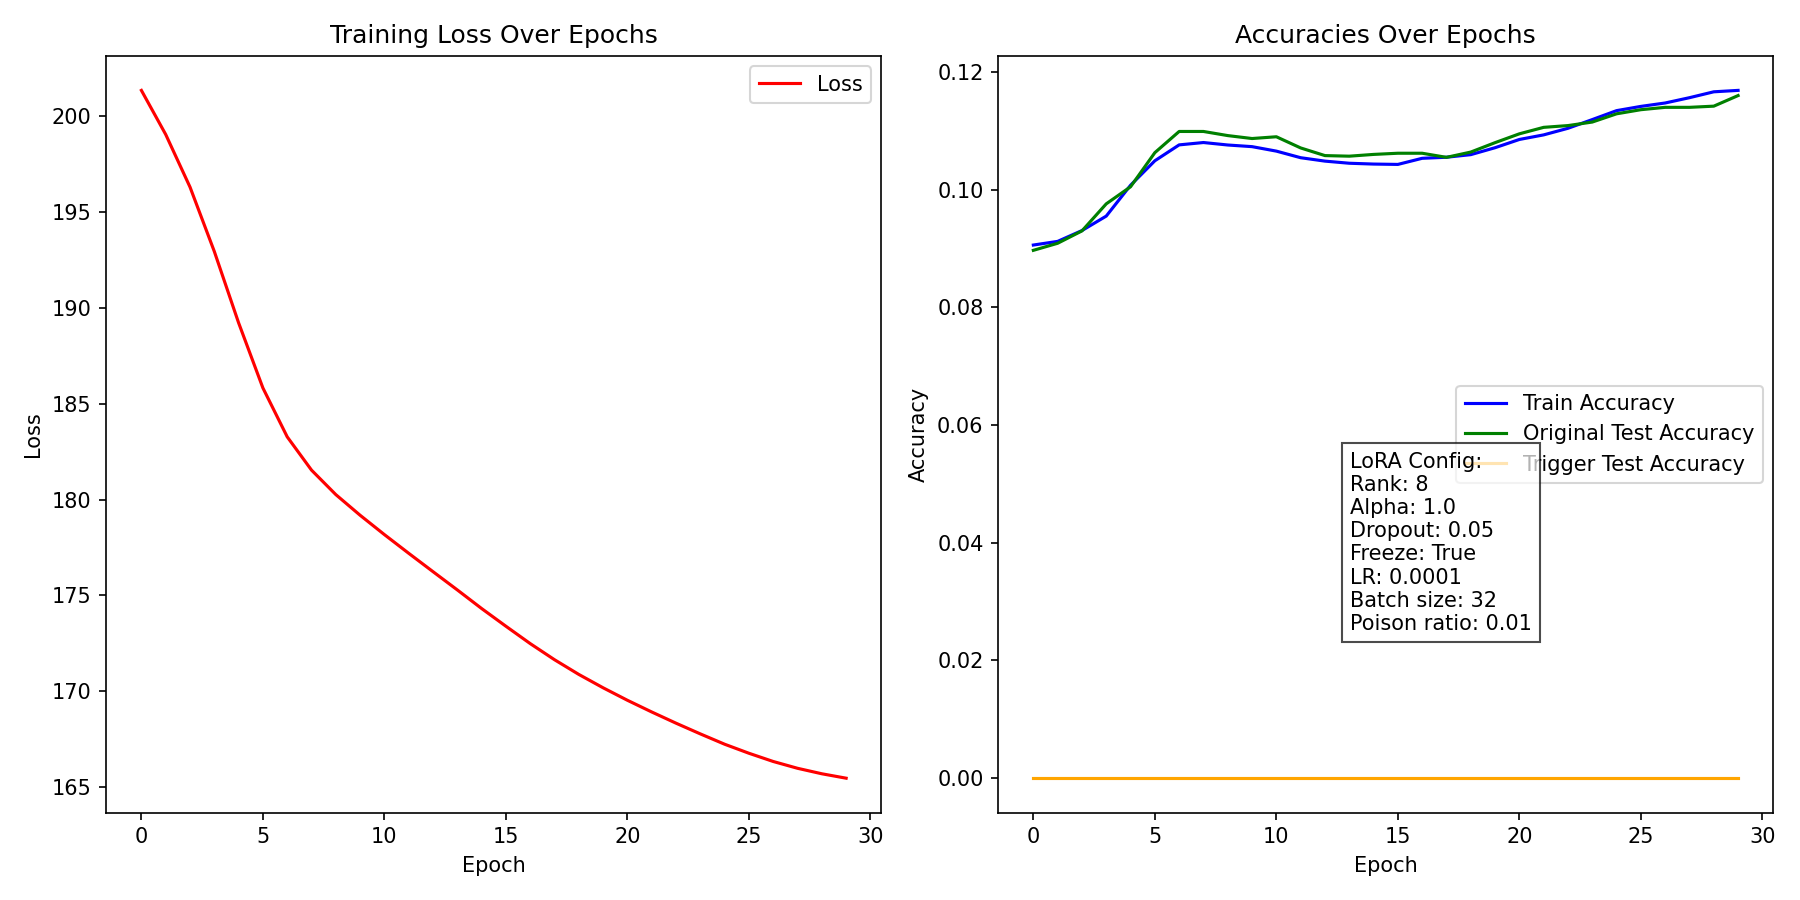 Training Loss Over Epochs
Loss
200
195
190
185
180
175
170
165
Loss
0
5
10
15
20
25
30
Epoch
Accuracies Over Epochs
0.12
0.10
0.08
0.06
0.04
0.02
0.00
Accuracy
Train Accuracy
Original Test Accuracy
Trigger Test Accuracy
LoRA Config:
Rank: 8
Alpha: 1.0
Dropout: 0.05
Freeze: True
LR: 0.0001
Batch size: 32
Poison ratio: 0.01
0
5
10
15
20
25
30
Epoch